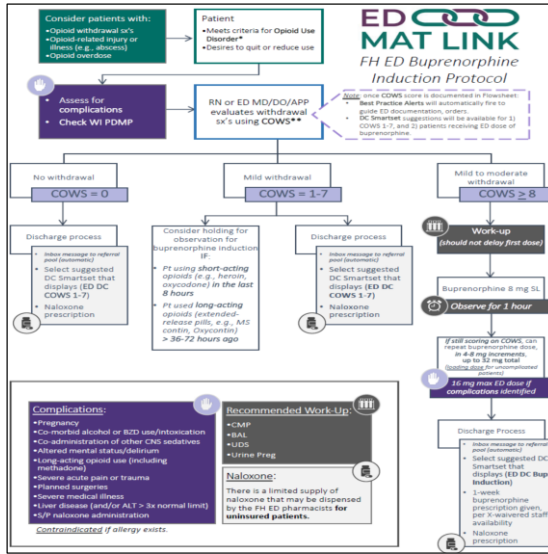 Consider patients with:
•Opioid withdrawal sx's
•Opioid-related injury or
illness (e.g., abscess)
•Opioid overdose
Patient
•Meets criteria for Opioid Use
Disorder*
•Desires to quit or reduce use
ED
MAT LINK
FH ED Buprenorphine
Induction Protocol
• Assess for
complications
• Check WI PDMP
RN or ED MD/DO/APP
evaluates withdrawal
sx's using COWS**
Note: once COWS score is documented in Flowsheet:
• Best Practice Alerts will automatically fire to
guide ED documentation, orders.
• DC Smartset suggestions will be available for 1)
COWS 1-7, and 2) patients receiving ED dose of
buprenorphine.
No withdrawal
COWS = 0
Mild withdrawal
COWS = 1-7
Mild to moderate
withdrawal
COWS ≥ 8
Discharge process
• Inbox message to referral
pool (automatic)
• Select suggested
DC Smartset that
displays (ED DC
COWS 1-7)
• Naloxone
prescription
Consider holding for
observation for
buprenorphine induction
IF:
• Pt using short-acting
opioids (e.g., heroin,
oxycodone) in the last
8 hours
• Pt used long-acting
opioids (extended-
release pills, e.g., MS
contin, Oxycontin)
> 36-72 hours ago
Discharge process
• Inbox message to referral
pool (automatic)
• Select suggested
DC Smartset that
displays (ED DC
COWS 1-7)
• Naloxone
prescription
Work-up
(should not delay first dose)
Buprenorphine 8 mg SL
Observe for 1 hour
If still scoring on COWS, can
repeat buprenorphine dose,
in 4-8 mg increments,
up to 32 mg total
(loading dose for uncomplicated
patients)
16 mg max ED dose if
complications identified
Discharge Process
• Inbox message to referral
pool (automatic)
• Select suggested DC
Smartset that
displays (ED DC Bup
Induction)
• 1-week
buprenorphine
prescription given,
per X-waivered staff
availability
• Naloxone
prescription
Complications:
•Pregnancy
•Co-morbid alcohol or BZD use/intoxication
•Co-administration of other CNS sedatives
•Altered mental status/delirium
•Long-acting opioid use (including
methadone)
•Severe acute pain or trauma
•Planned surgeries
•Severe medical illness
•Liver disease (and/or ALT > 3x normal limit)
•S/P naloxone administration
Contraindicated if allergy exists.
Recommended Work-Up:
•CMP
•BAL
•UDS
•Urine Preg
Naloxone:
There is a limited supply of
naloxone that may be dispensed
by the FH ED pharmacists for
uninsured patients.